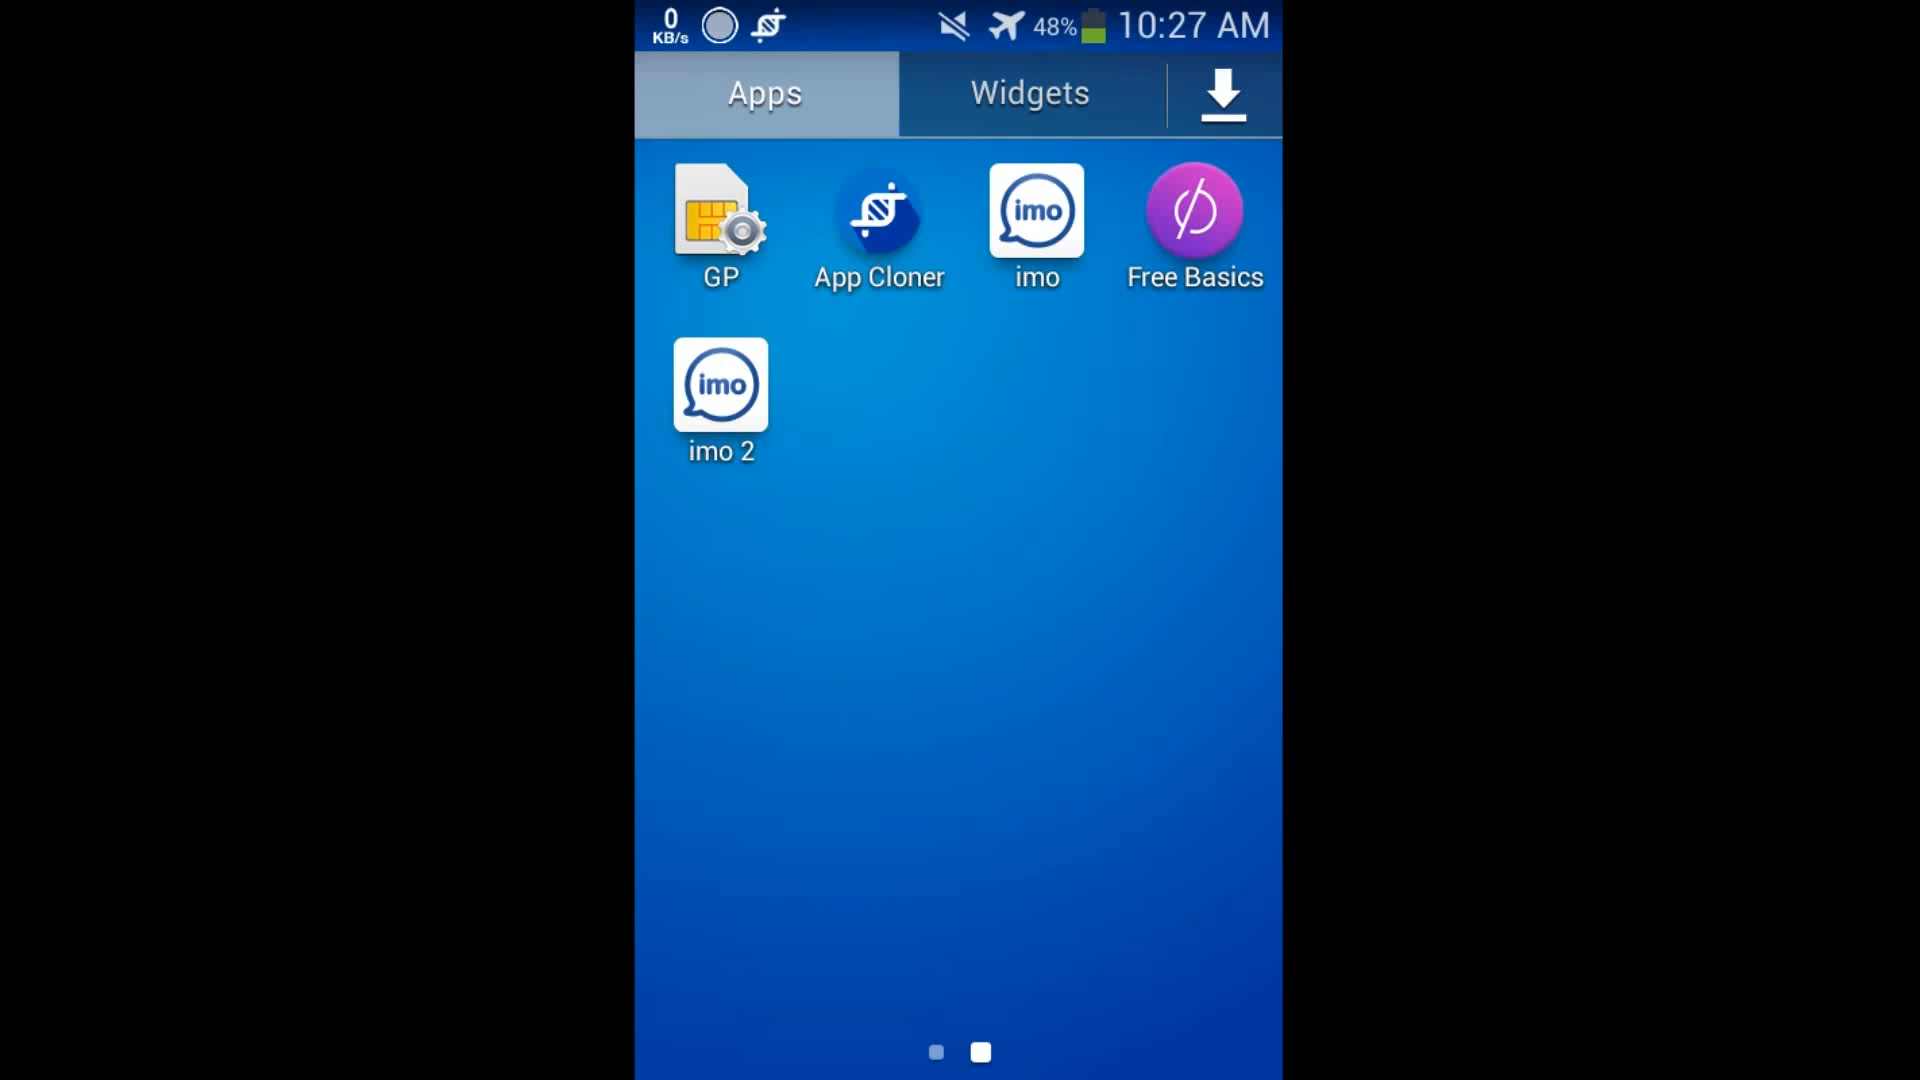 0
KB/s
48%
10:27 AM
Apps
Widgets
GP
App Cloner
imo
imo
Free Basics
imo
imo 2